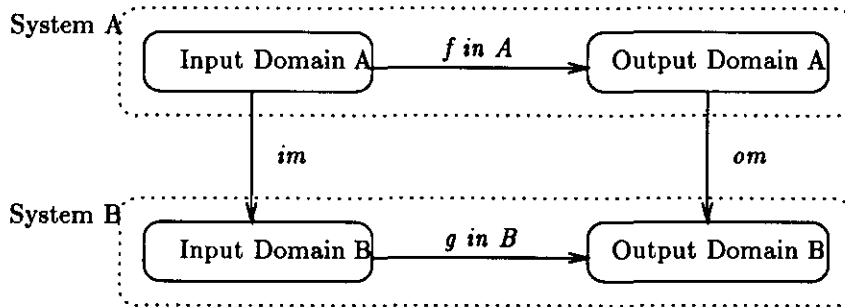 System A
Input Domain A
f in A
Output Domain A
im
om
System B
Input Domain B
g in B
Output Domain B